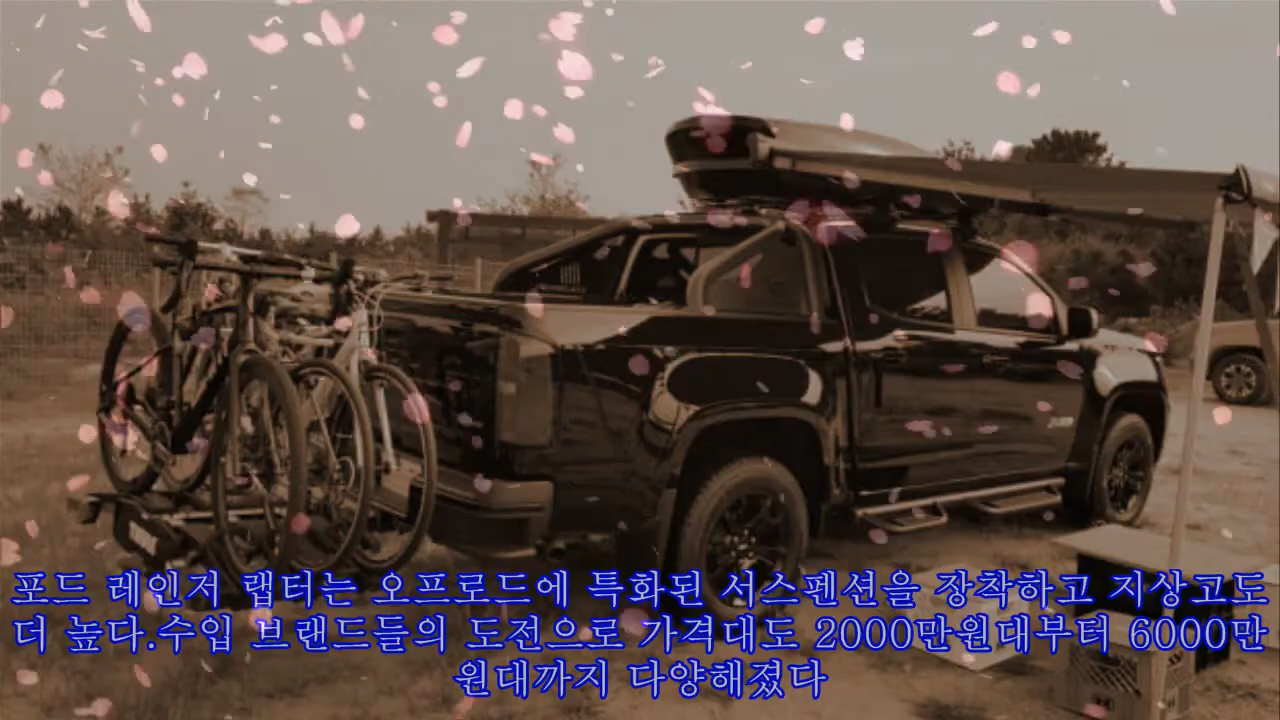 포드 레인저 랩터는 오프로드에 특화된 서스펜션을 장착하고 지상고도
더 높다.수입 브랜드들의 도전으로 가격대도 2000만원대부터 6000만
원대까지 다양해졌다